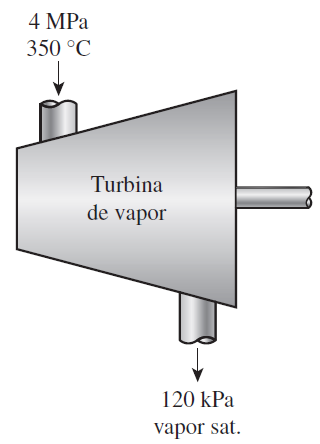 4 MPa
350 °C
Turbina
de vapor
120 kPa
vapor sat.